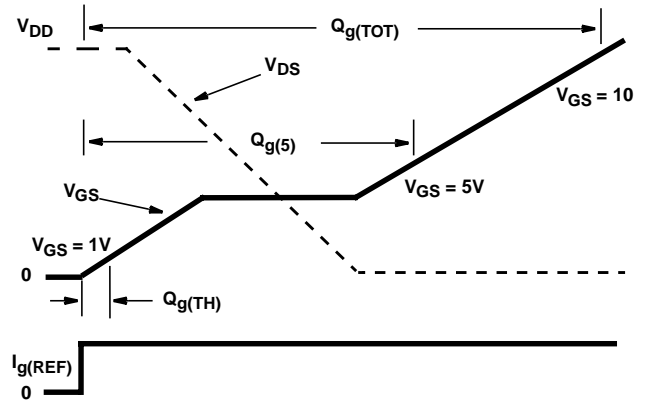 V_DD
Q_g(TOT)
V_DS
V_GS = 10
Q_g(5)
V_GS
V_GS = 5V
V_GS = 1V
0
Q_g(TH)
I_g(REF)
0